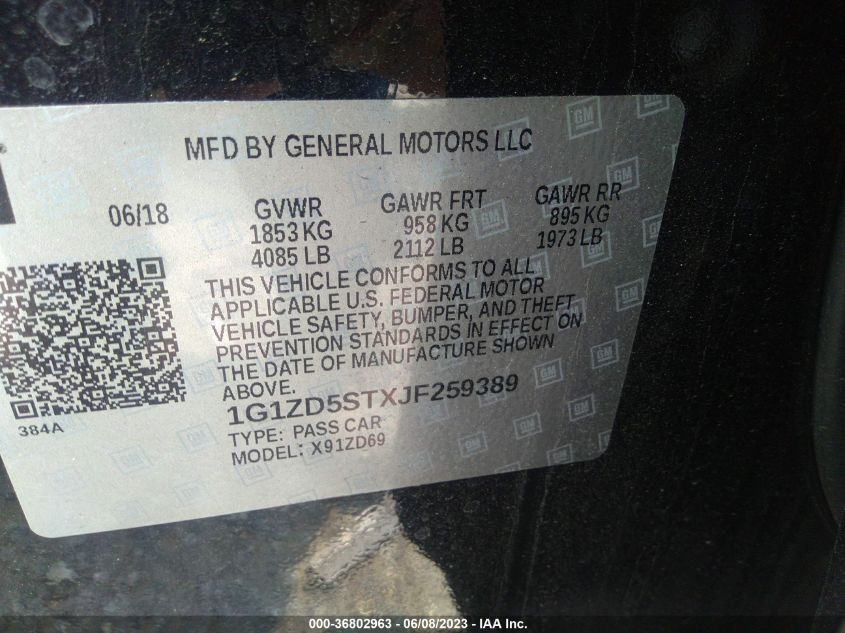 MFD BY GENERAL MOTORS LLC
06/18 GVWR GAWR FRT GAWR RR
1853 KG 958 KG 895 KG
4085 LB 2112 LB 1973 LB
THIS VEHICLE CONFORMS TO ALL
APPLICABLE U.S. FEDERAL MOTOR
VEHICLE SAFETY, BUMPER, AND THEFT
PREVENTION STANDARDS IN EFFECT ON
THE DATE OF MANUFACTURE SHOWN
ABOVE.
1G1ZD5STXJF259389
384A
TYPE: PASS CAR
MODEL: X91ZD69
000-36802963 - 06/08/2023 - IAA Inc.